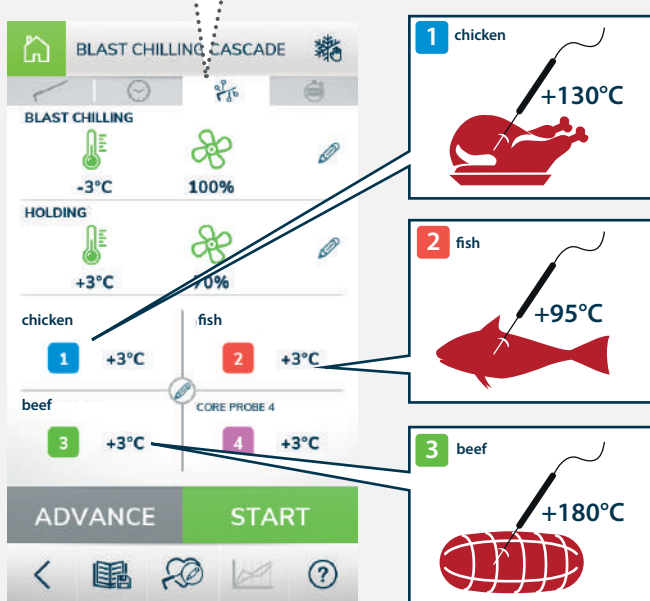 BLAST CHILLING CASCADE
BLAST CHILLING
-3°C 100%
HOLDING
+3°C 70%
chicken fish
1 +3°C 2 +3°C
beef CORE PROBE 4
3 +3°C 4 +3°C
ADVANCE START
?
1 chicken
+130°C
2 fish
+95°C
3 beef
+180°C